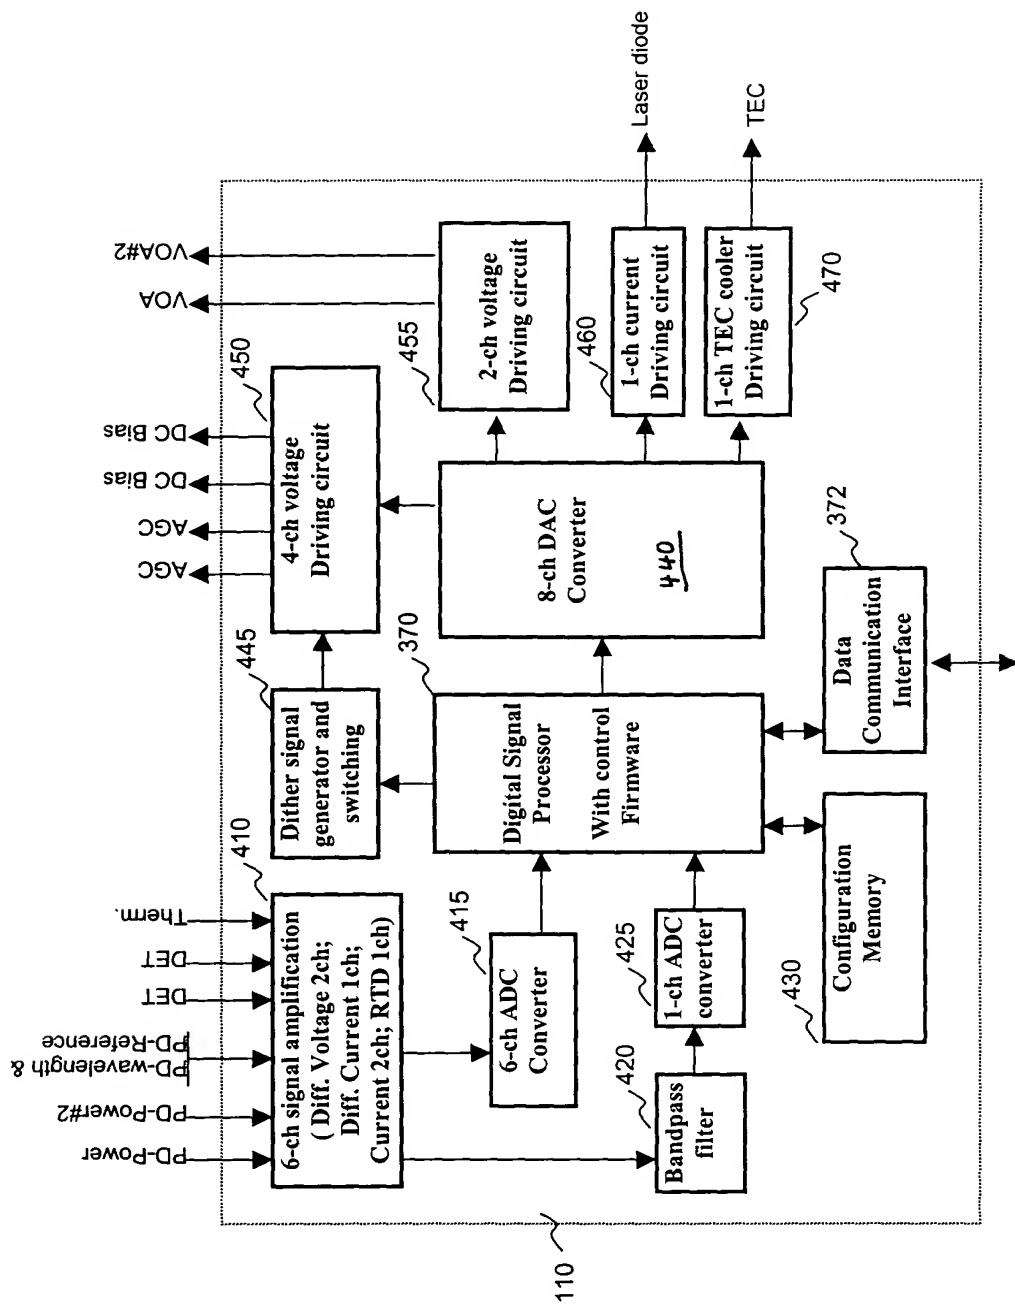 PD-Power
PD-Power#2
PD-wavelength &
PD-Reference
DET
DET
Therm.
AGC
AGC
DC Bias
DC Bias
VOA
VOA#2
410
6-ch signal amplification
( Diff. Voltage 2ch;
Diff. Current 1ch;
Current 2ch; RTD 1ch)
445
Dither signal
generator and
switching
450
4-ch voltage
Driving circuit
415
6-ch ADC
Converter
420
Bandpass
filter
425
1-ch ADC
converter
370
Digital Signal
Processor
With control
Firmware
8-ch DAC
Converter
440
455
2-ch voltage
Driving circuit
460
1-ch current
Driving circuit
Laser diode
1-ch TEC cooler
Driving circuit
470
TEC
430
Configuration
Memory
372
Data
Communication
Interface
110